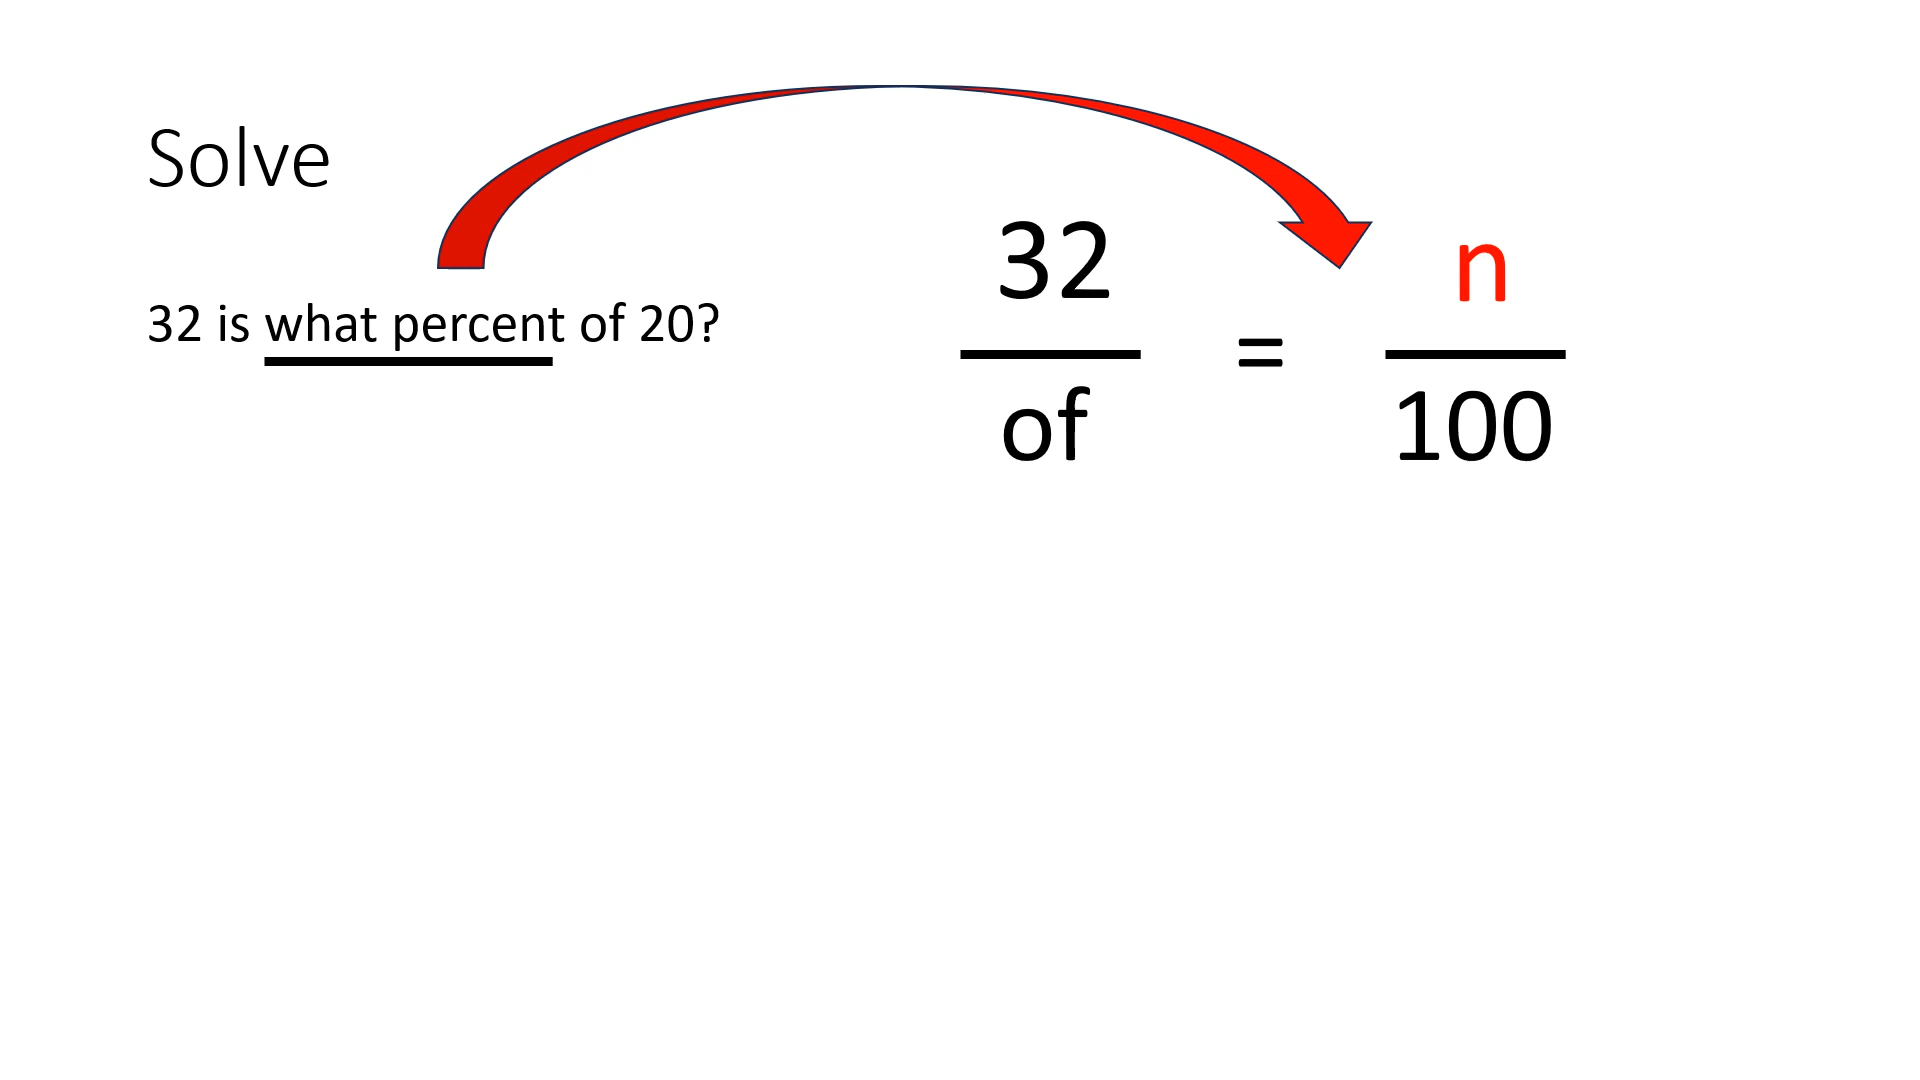 Solve
32 is what percent of 20?
32
of
=
n
100